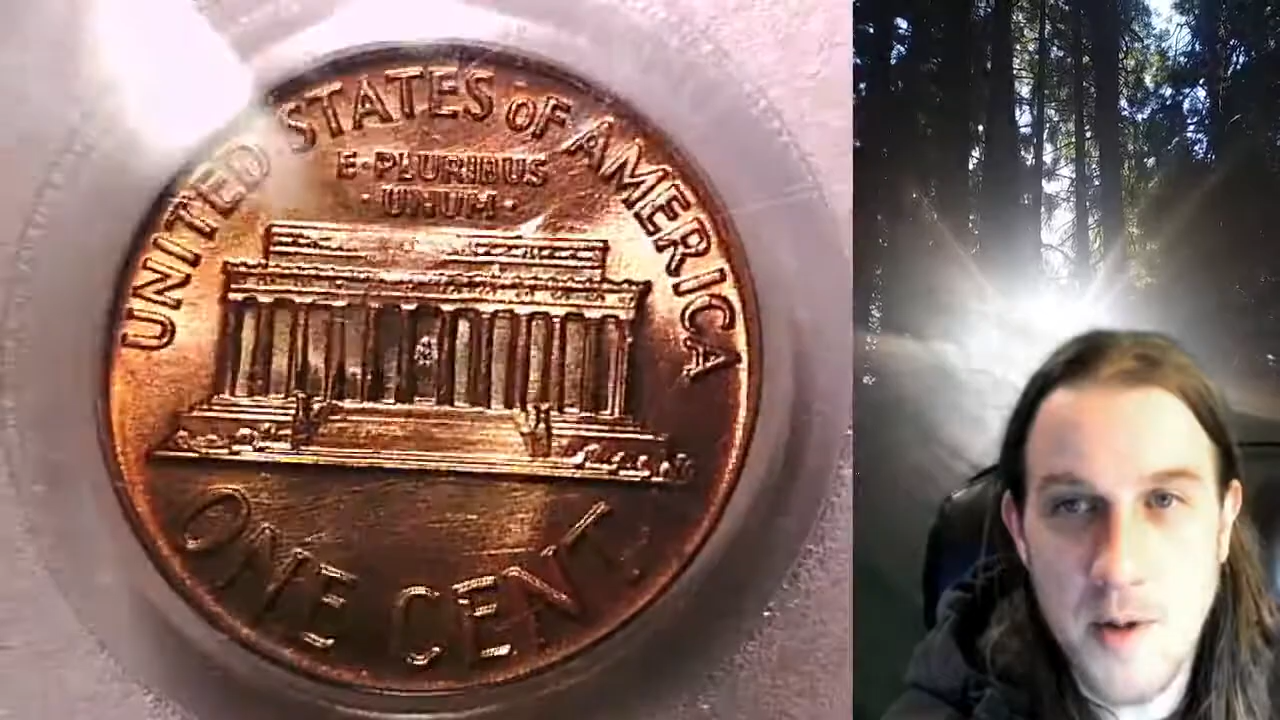 UNITED STATES OF AMERICA
E·PLURIBUS
·UNUM·
ONE CENT